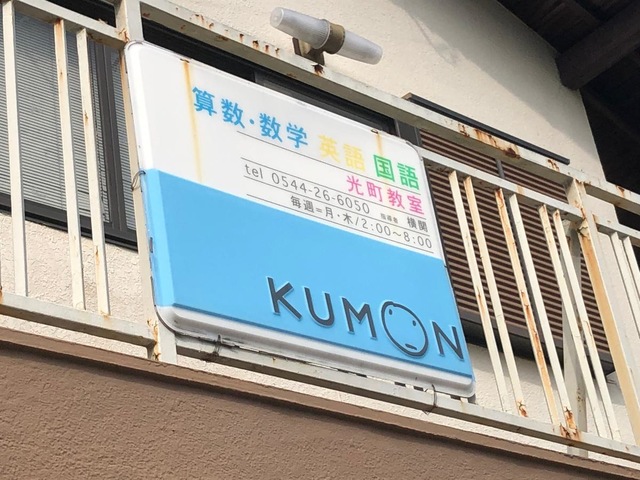 算数・数学 英語 国語
光町教室
tel 0544-26-6050 指導者 横関
毎週=月・木/2:00〜8:00
KUMON